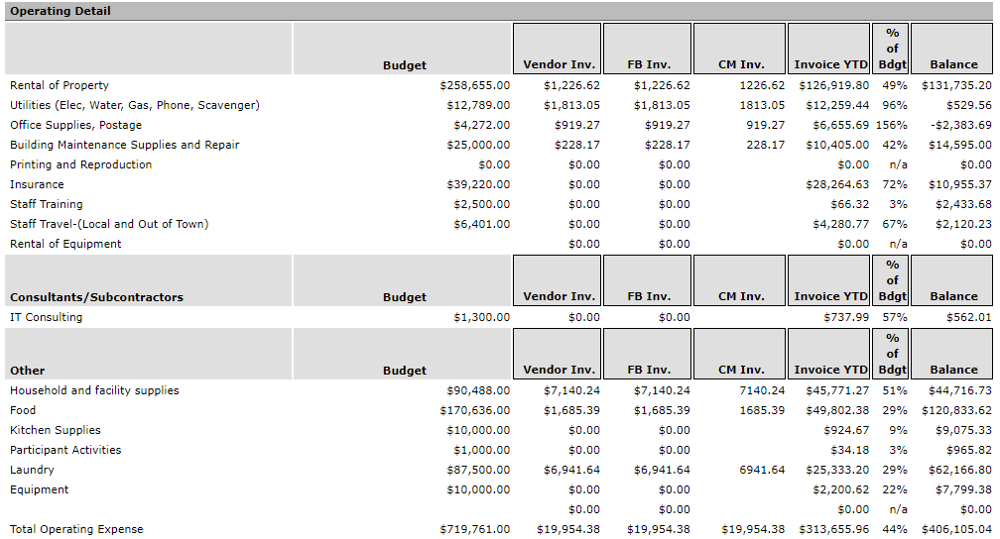 Operating Detail
Budget Vendor Inv. FB Inv. CM Inv. Invoice YTD % of Bdgt Balance
Rental of Property $258,655.00 $1,226.62 $1,226.62 1226.62 $126,919.80 49% $131,735.20
Utilities (Elec, Water, Gas, Phone, Scavenger) $12,789.00 $1,813.05 $1,813.05 1813.05 $12,259.44 96% $529.56
Office Supplies, Postage $4,272.00 $919.27 $919.27 919.27 $6,655.69 156% -$2,383.69
Building Maintenance Supplies and Repair $25,000.00 $228.17 $228.17 228.17 $10,405.00 42% $14,595.00
Printing and Reproduction $0.00 $0.00 $0.00 $0.00 n/a $0.00
Insurance $39,220.00 $0.00 $0.00 $28,264.63 72% $10,955.37
Staff Training $2,500.00 $0.00 $0.00 $66.32 3% $2,433.68
Staff Travel-(Local and Out of Town) $6,401.00 $0.00 $0.00 $4,280.77 67% $2,120.23
Rental of Equipment $0.00 $0.00 $0.00 n/a $0.00
Consultants/Subcontractors Budget Vendor Inv. FB Inv. CM Inv. Invoice YTD % of Bdgt Balance
IT Consulting $1,300.00 $0.00 $0.00 $737.99 57% $562.01
Other Budget Vendor Inv. FB Inv. CM Inv. Invoice YTD % of Bdgt Balance
Household and facility supplies $90,488.00 $7,140.24 $7,140.24 7140.24 $45,771.27 51% $44,716.73
Food $170,636.00 $1,685.39 $1,685.39 1685.39 $49,802.38 29% $120,833.62
Kitchen Supplies $10,000.00 $0.00 $0.00 $924.67 9% $9,075.33
Participant Activities $1,000.00 $0.00 $0.00 $34.18 3% $965.82
Laundry $87,500.00 $6,941.64 $6,941.64 6941.64 $25,333.20 29% $62,166.80
Equipment $10,000.00 $0.00 $0.00 $2,200.62 22% $7,799.38
$0.00 $0.00 $0.00 n/a $0.00
Total Operating Expense $719,761.00 $19,954.38 $19,954.38 $19,954.38 $313,655.96 44% $406,105.04